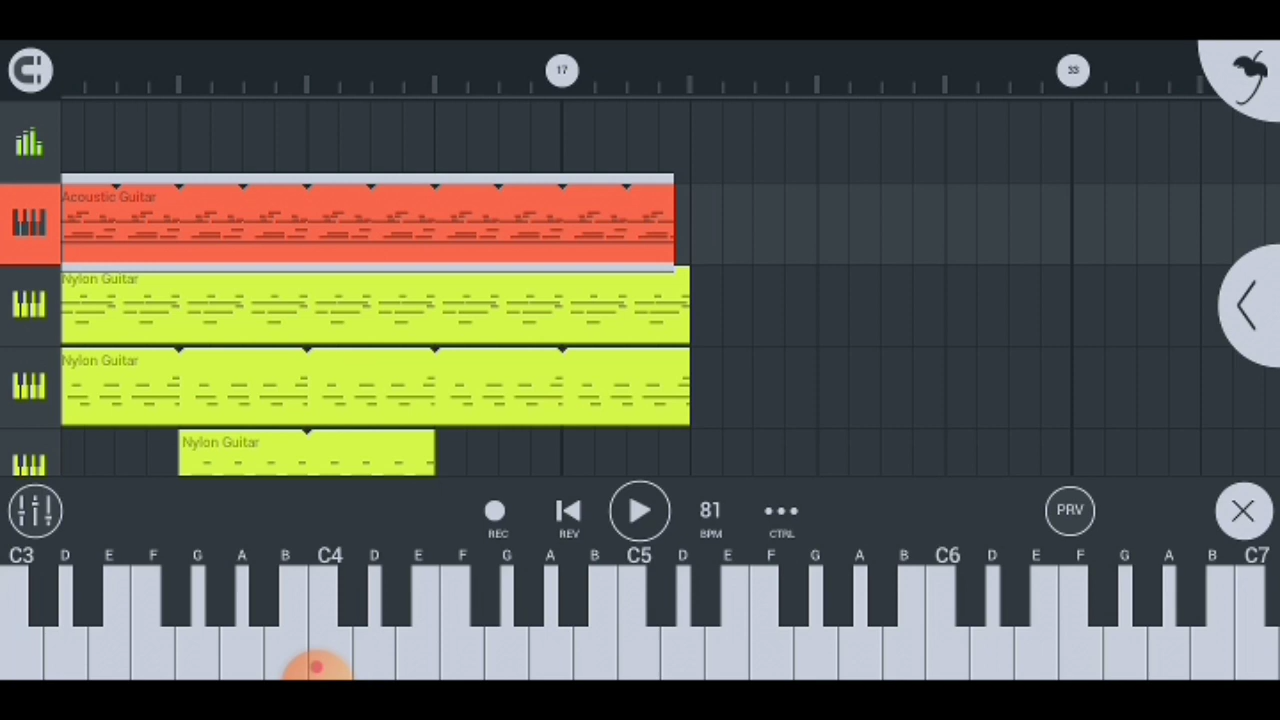 17
33
Acoustic Guitar
Nylon Guitar
Nylon Guitar
Nylon Guitar
REC
REV
81
BPM
CTRL
PRV
C3 D E F G A B C4 D E F G A B C5 D E F G A B C6 D E F G A B C7